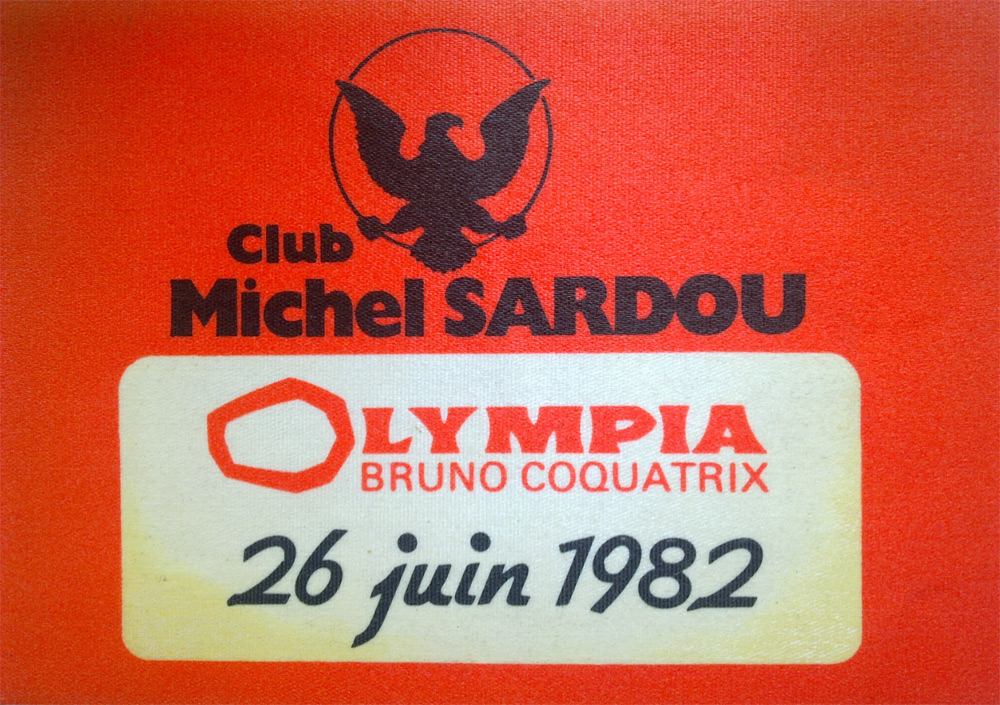 Club
Michel SARDOU
OLYMPIA
BRUNO COQUATRIX
26 juin 1982